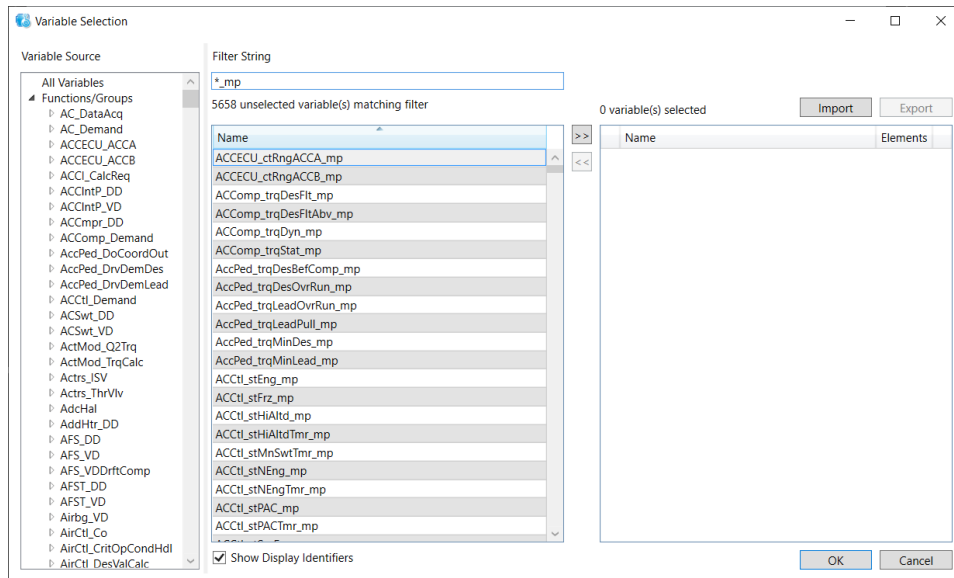 Variable Selection
Variable Source
All Variables
Functions/Groups
AC_DataAcq
AC_Demand
ACCECU_ACCA
ACCECU_ACCB
ACCI_CalcReq
ACCIntP_DD
ACCIntP_VD
ACCmpr_DD
ACComp_Demand
AccPed_DoCoordOut
AccPed_DrvDemDes
AccPed_DrvDemLead
ACCtl_Demand
ACSwt_DD
ACSwt_VD
ActMod_Q2Trq
ActMod_TrqCalc
Actrs_ISV
Actrs_ThrVlv
AdcHal
AddHtr_DD
AFS_DD
AFS_VD
AFS_VDDrftComp
AFST_DD
AFST_VD
Airbg_VD
AirCtl_Co
AirCtl_CritOpCondHdl
AirCtl_DesValCalc
Filter String
*_mp
5658 unselected variable(s) matching filter
Name
ACCECU_ctRngACCA_mp
ACCECU_ctRngACCB_mp
ACComp_trqDesFlt_mp
ACComp_trqDesFltAbv_mp
ACComp_trqDyn_mp
ACComp_trqStat_mp
AccPed_trqDesBefComp_mp
AccPed_trqDesOvrRun_mp
AccPed_trqLeadOvrRun_mp
AccPed_trqLeadPull_mp
AccPed_trqMinDes_mp
AccPed_trqMinLead_mp
ACCtl_stEng_mp
ACCtl_stFrz_mp
ACCtl_stHiAltd_mp
ACCtl_stHiAltdTmr_mp
ACCtl_stMnSwtTmr_mp
ACCtl_stNEng_mp
ACCtl_stNEngTmr_mp
ACCtl_stPAC_mp
ACCtl_stPACTmr_mp
Show Display Identifiers
>>
<<
0 variable(s) selected
Import
Export
Name Elements
OK
Cancel